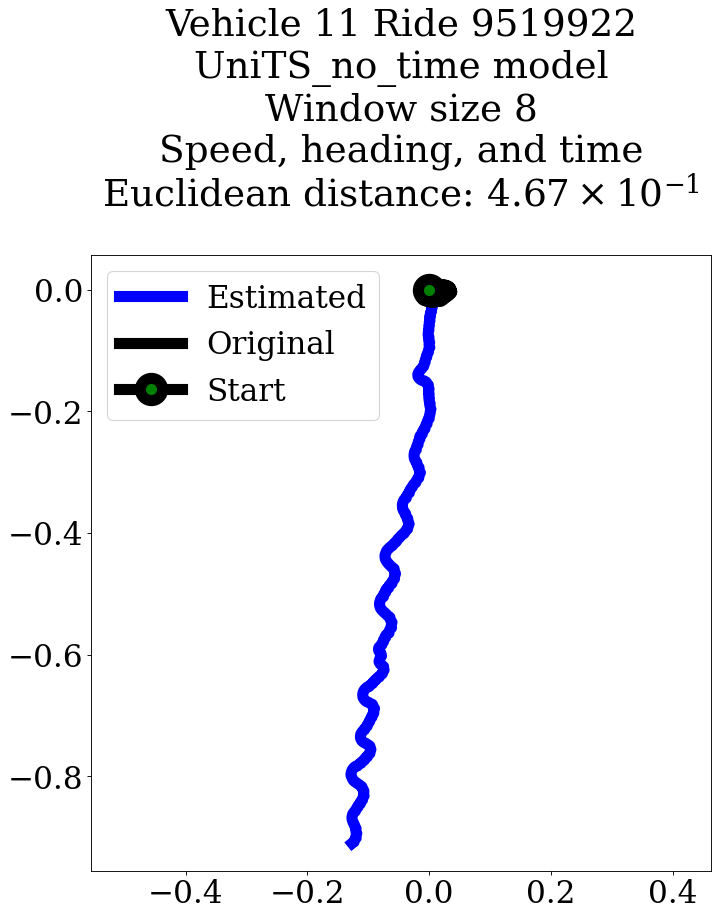 Vehicle 11 Ride 9519922
UniTS_no_time model
Window size 8
Speed, heading, and time
Euclidean distance: 4.67 × 10⁻¹
Estimated
Original
Start
0.0
−0.2
−0.4
−0.6
−0.8
−0.4
−0.2
0.0
0.2
0.4